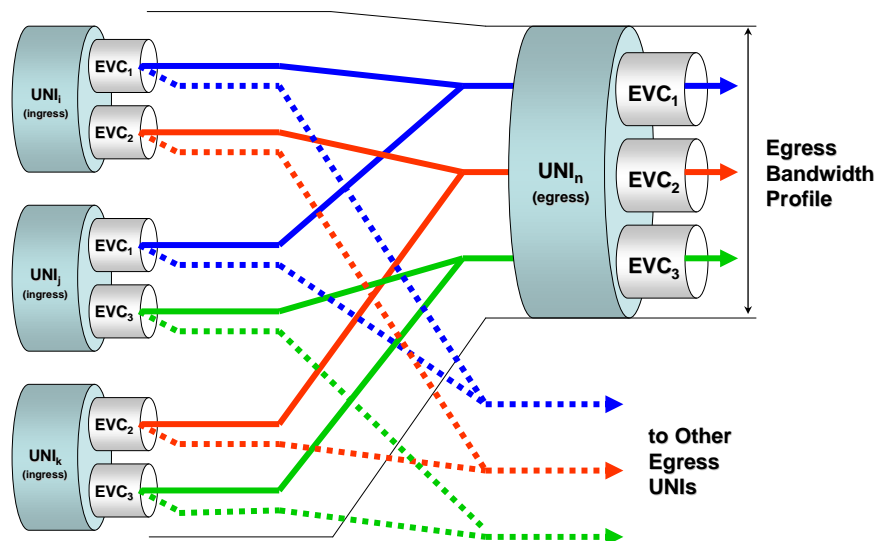 UNIi
(ingress)
EVC1
EVC2
UNIj
(ingress)
EVC1
EVC3
UNIk
(ingress)
EVC2
EVC3
UNIn
(egress)
EVC1
EVC2
EVC3
Egress
Bandwidth
Profile
to Other
Egress
UNIs